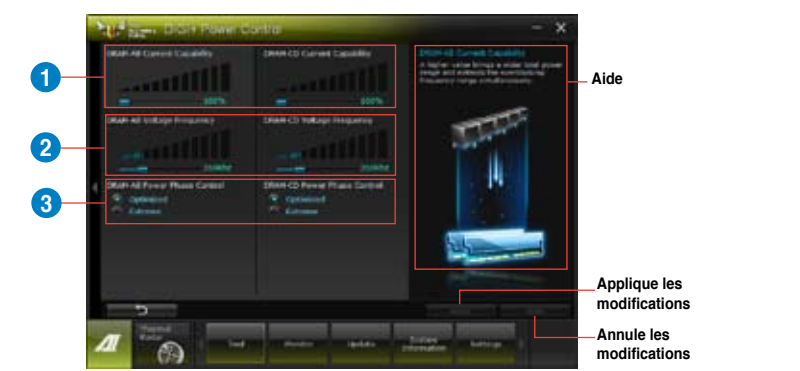 DIGI+ Power Control
1
DRAM-AB Current Capability
DRAM-CD Current Capability
100%
100%
2
DRAM-AB Voltage Frequency
DRAM-CD Voltage Frequency
3
DRAM-AB Power Phase Control
DRAM-CD Power Phase Control
Optimized
Optimized
Extreme
Extreme
DRAM-AB Current Capability
A higher value brings a wider total power
range and extends the overclocking
frequency range simultaneously.
Aide
Applique les
modifications
Annule les
modifications
Thermal
Radar
Tool
Monitor
Update
System
Information
Settings